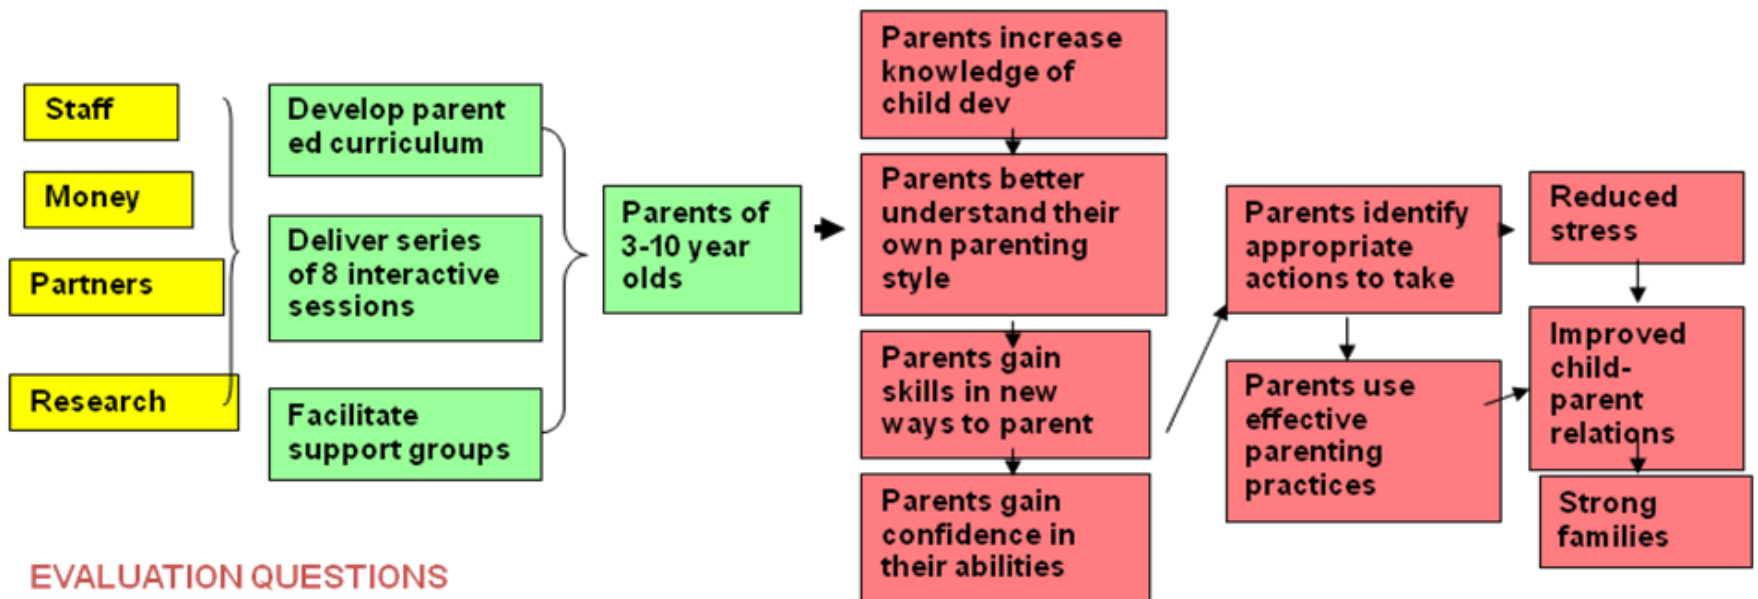 Staff
Money
Partners
Research
Develop parent
ed curriculum
Deliver series
of 8 interactive
sessions
Facilitate
support groups
Parents of
3-10 year
olds
Parents increase
knowledge of
child dev
Parents better
understand their
own parenting
style
Parents gain
skills in new
ways to parent
Parents gain
confidence in
their abilities
Parents identify
appropriate
actions to take
Parents use
effective
parenting
practices
Reduced
stress
Improved
child-
parent
relations
Strong
families
EVALUATION QUESTIONS